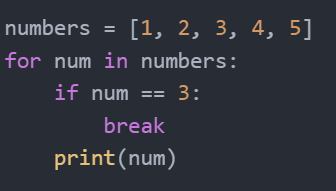 numbers = [1, 2, 3, 4, 5]
for num in numbers:
    if num == 3:
        break
    print(num)